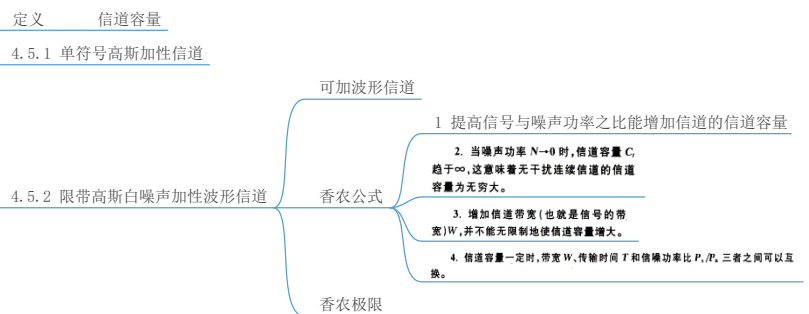 定义 信道容量
4.5.1 单符号高斯加性信道
可加波形信道
1 提高信号与噪声功率之比能增加信道的信道容量
2. 当噪声功率 N→0 时,信道容量 Cₜ
趋于∞,这意味着无干扰连续信道的信道
容量为无穷大。
4.5.2 限带高斯白噪声加性波形信道
香农公式
3. 增加信道带宽(也就是信号的带
宽)W,并不能无限制地使信道容量增大。
4. 信道容量一定时,带宽 W、传输时间 T 和信噪功率比 Pₛ/Pₙ 三者之间可以互
换。
香农极限